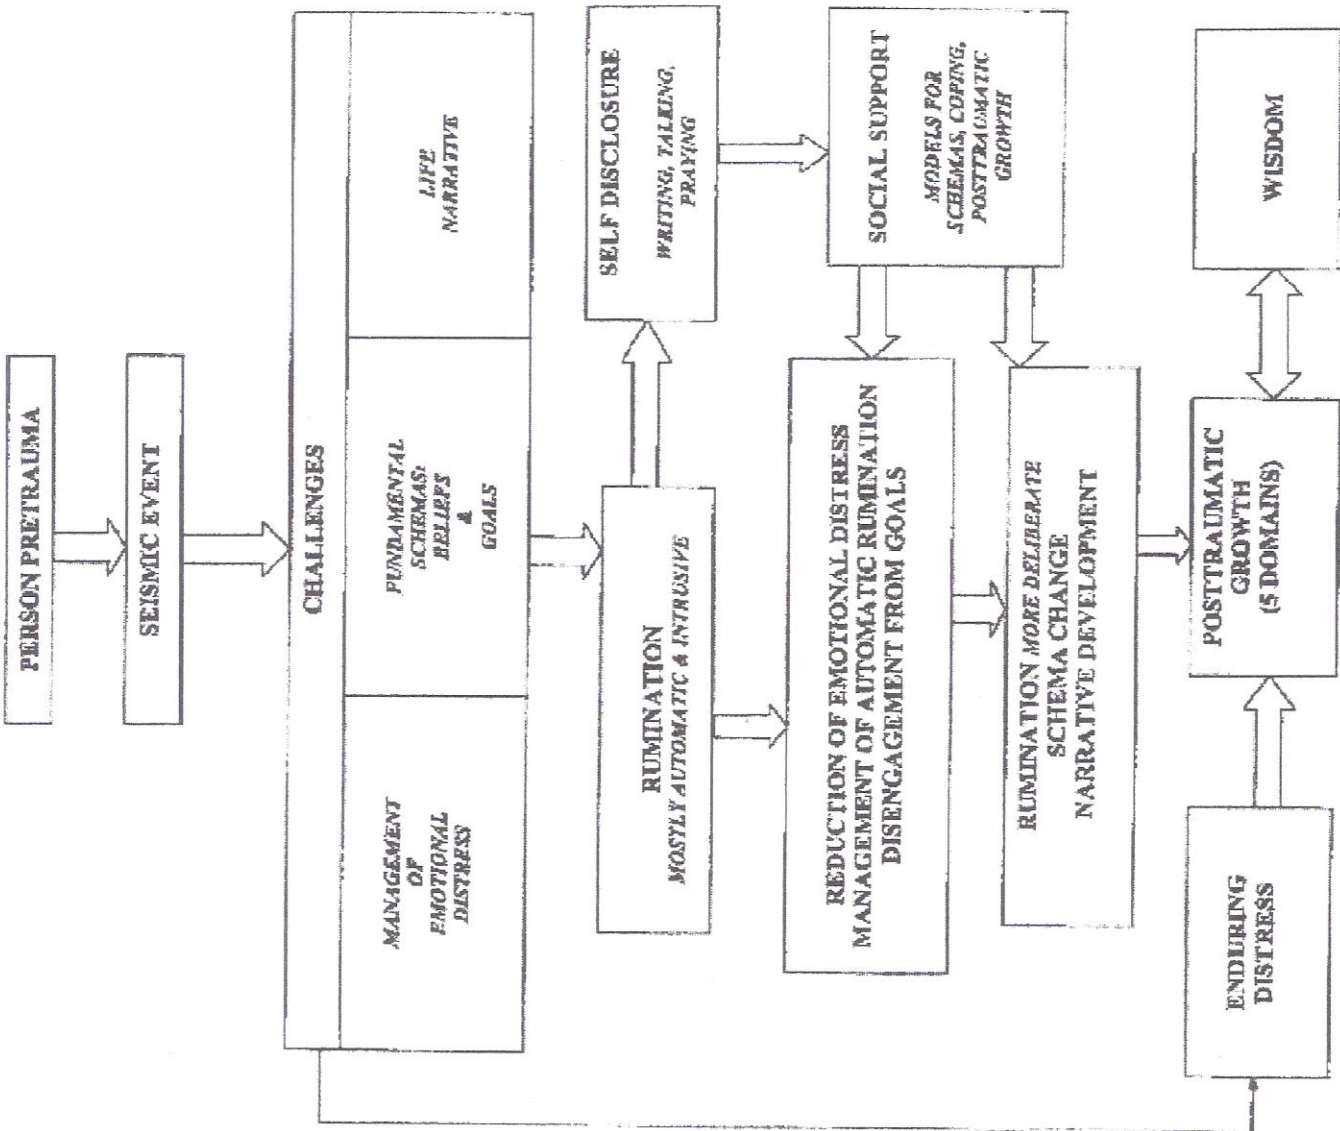 PERSON PRETRAUMA
SEISMIC EVENT
CHALLENGES
MANAGEMENT
OF
EMOTIONAL
DISTRESS
FUNDAMENTAL
SCHEMAS:
BELIEFS
&
GOALS
LIFE
NARRATIVE
RUMINATION
MOSTLY AUTOMATIC & INTRUSIVE
SELF DISCLOSURE
WRITING, TALKING,
PRAYING
REDUCTION OF EMOTIONAL DISTRESS
MANAGEMENT OF AUTOMATIC RUMINATION
DISENGAGEMENT FROM GOALS
SOCIAL SUPPORT
MODELS FOR
SCHEMAS, COPING,
POSTTRAUMATIC
GROWTH
RUMINATION MORE DELIBERATE
SCHEMA CHANGE
NARRATIVE DEVELOPMENT
ENDURING
DISTRESS
POSTTRAUMATIC
GROWTH
(5 DOMAINS)
WISDOM